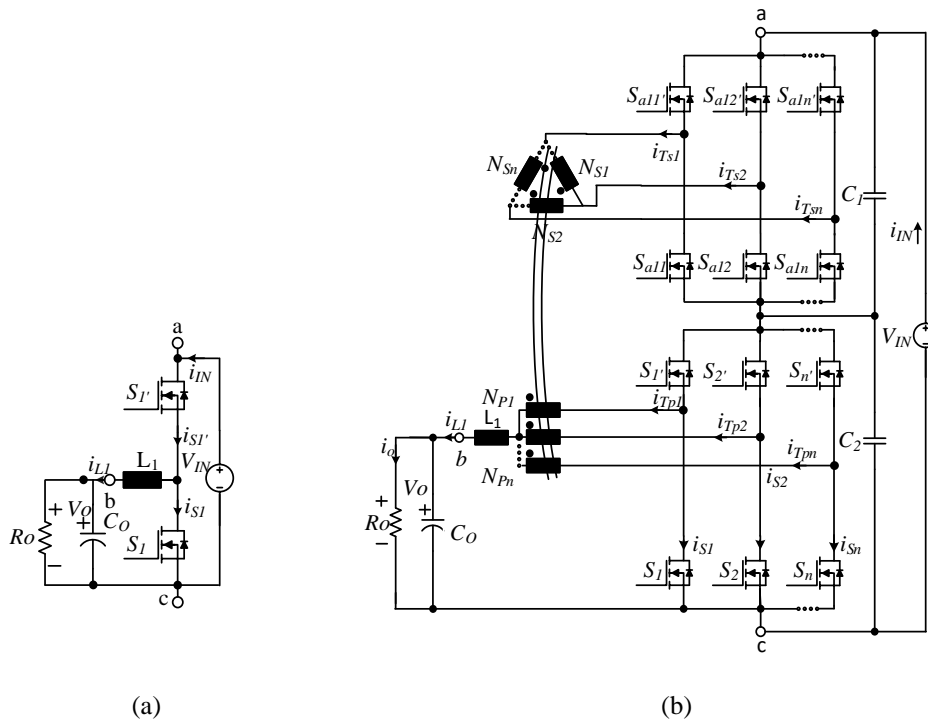 a
S1'
iIN
iS1'
iL1
L1
VIN
b
+
Vo
+
CO
Ro
−
S1
iS1
c
(a)
a
Sa11'
Sa12'
Sa1n'
iTs1
NSn
NS1
iTs2
C1
iTsn
iIN
NS2
Sa11
Sa12
Sa1n
VIN
S1'
S2'
Sn'
NP1
iTp1
iL1
L1
io
b
iTp2
C2
NPn
iTpn
iS2
Vo
+
+
Ro
−
CO
iS1
iSn
S1
S2
Sn
c
(b)